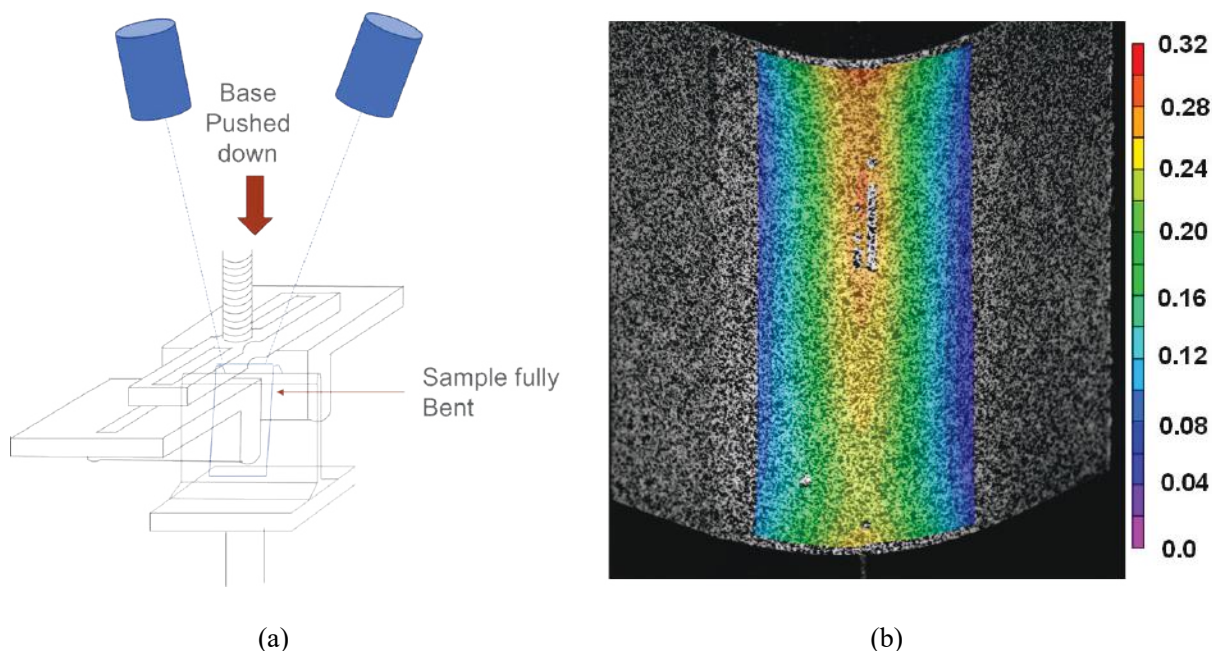 Base
Pushed
down
Sample fully
Bent
0.32
0.28
0.24
0.20
0.16
0.12
0.08
0.04
0.0
(a)
(b)